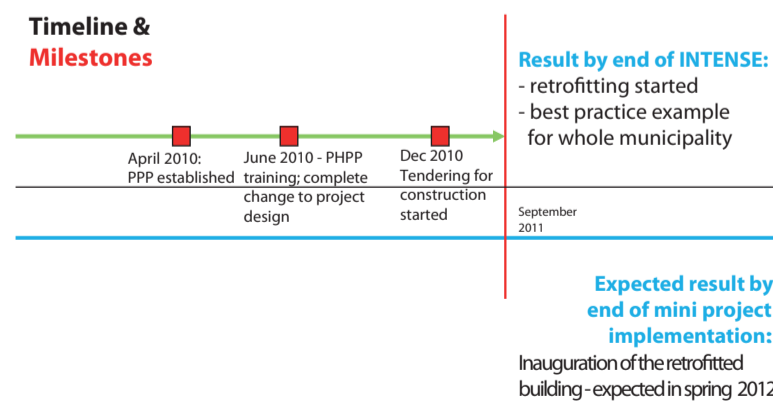 Timeline &
Milestones
Result by end of INTENSE:
- retrofitting started
- best practice example
for whole municipality
April 2010:
PPP established
June 2010 - PHPP
training; complete
change to project
design
Dec 2010
Tendering for
construction
started
September
2011
Expected result by
end of mini project
implementation:
Inauguration of the retrofitted
building - expected in spring 2012